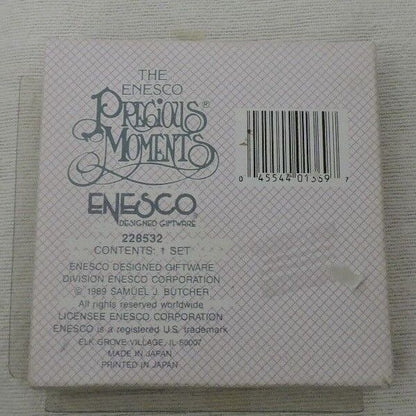 THE
ENESCO
PRECIOUS®
MOMENTS
ENESCO®
DESIGNED GIFTWARE
228532
CONTENTS: 1 SET
ENESCO DESIGNED GIFTWARE
DIVISION ENESCO CORPORATION
© 1989 SAMUEL J. BUTCHER
All rights reserved worldwide
LICENSEE ENESCO CORPORATION
ENESCO is a registered U.S. trademark
ELK GROVE VILLAGE, IL 60007
MADE IN JAPAN
PRINTED IN JAPAN
0 45544 01359 7